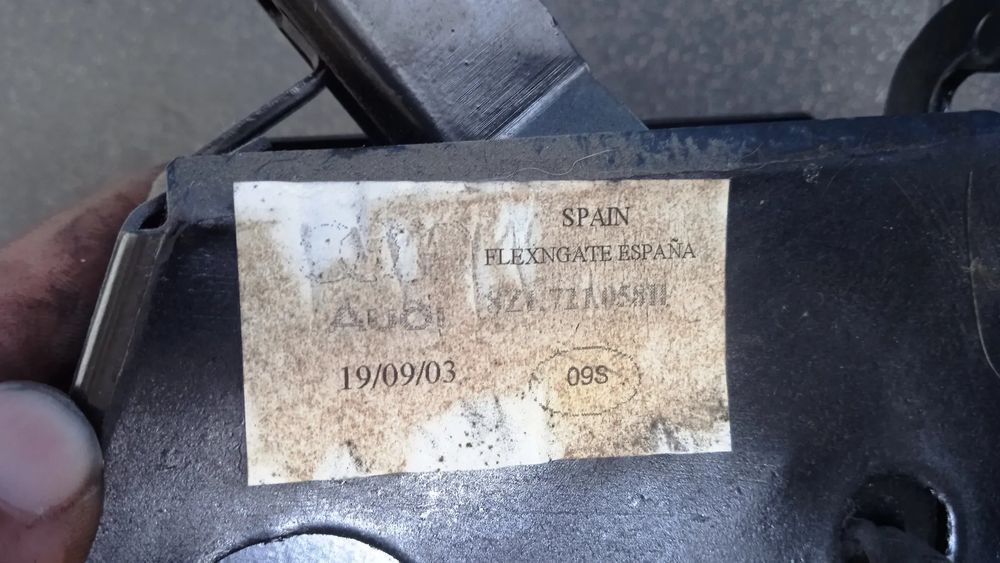 SPAIN
FLEXNGATE ESPAÑA
Audi
19/09/03
09S